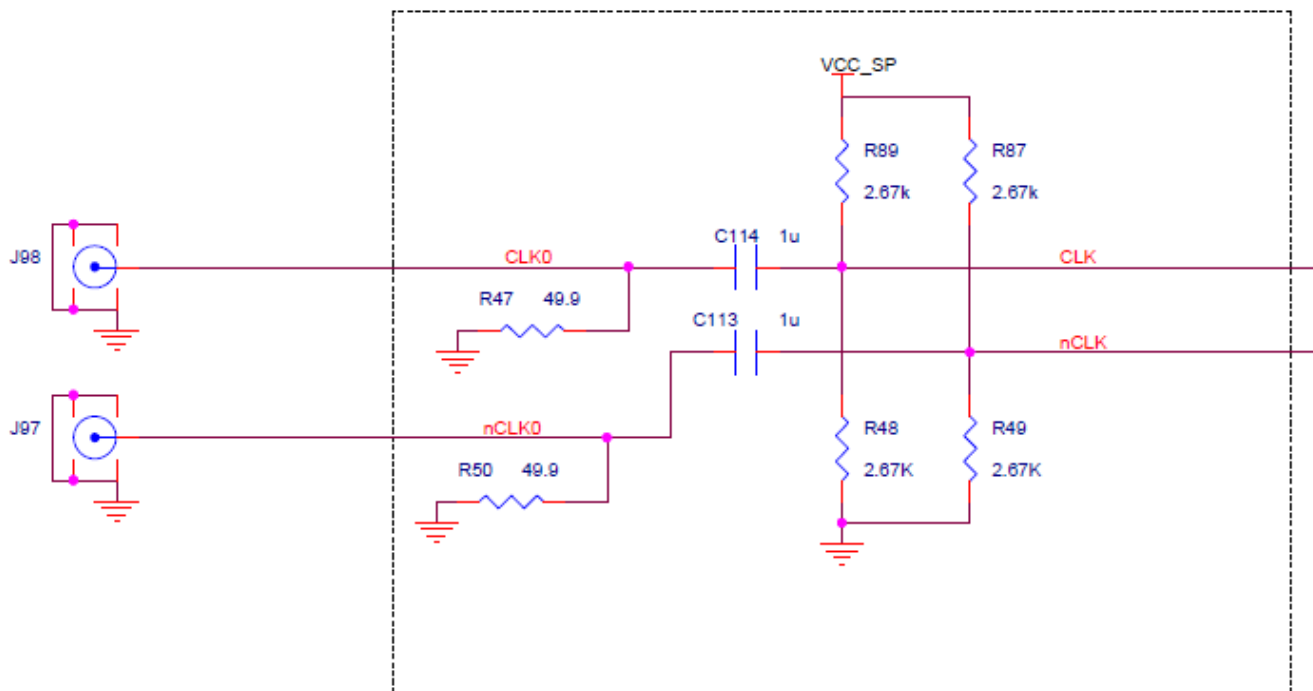 VCC_SP
R89
R87
2.67k
2.67k
J98
C114 1u
CLK0
CLK
R47 49.9
C113 1u
nCLK
J97
nCLK0
R48
R49
R50 49.9
2.67K
2.67K